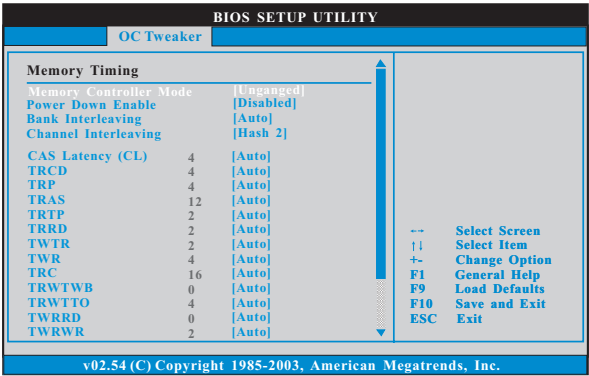 BIOS SETUP UTILITY
OC Tweaker
Memory Timing
Memory Controller Mode [Unganged]
Power Down Enable [Disabled]
Bank Interleaving [Auto]
Channel Interleaving [Hash 2]
CAS Latency (CL) 4 [Auto]
TRCD 4 [Auto]
TRP 4 [Auto]
TRAS 12 [Auto]
TRTP 2 [Auto]
TRRD 2 [Auto]
TWTR 2 [Auto]
TWR 4 [Auto]
TRC 16 [Auto]
TRWTWB 0 [Auto]
TRWTTO 4 [Auto]
TWRRD 0 [Auto]
TWRWR 2 [Auto]
←→ Select Screen
↑↓ Select Item
+- Change Option
F1 General Help
F9 Load Defaults
F10 Save and Exit
ESC Exit
v02.54 (C) Copyright 1985-2003, American Megatrends, Inc.